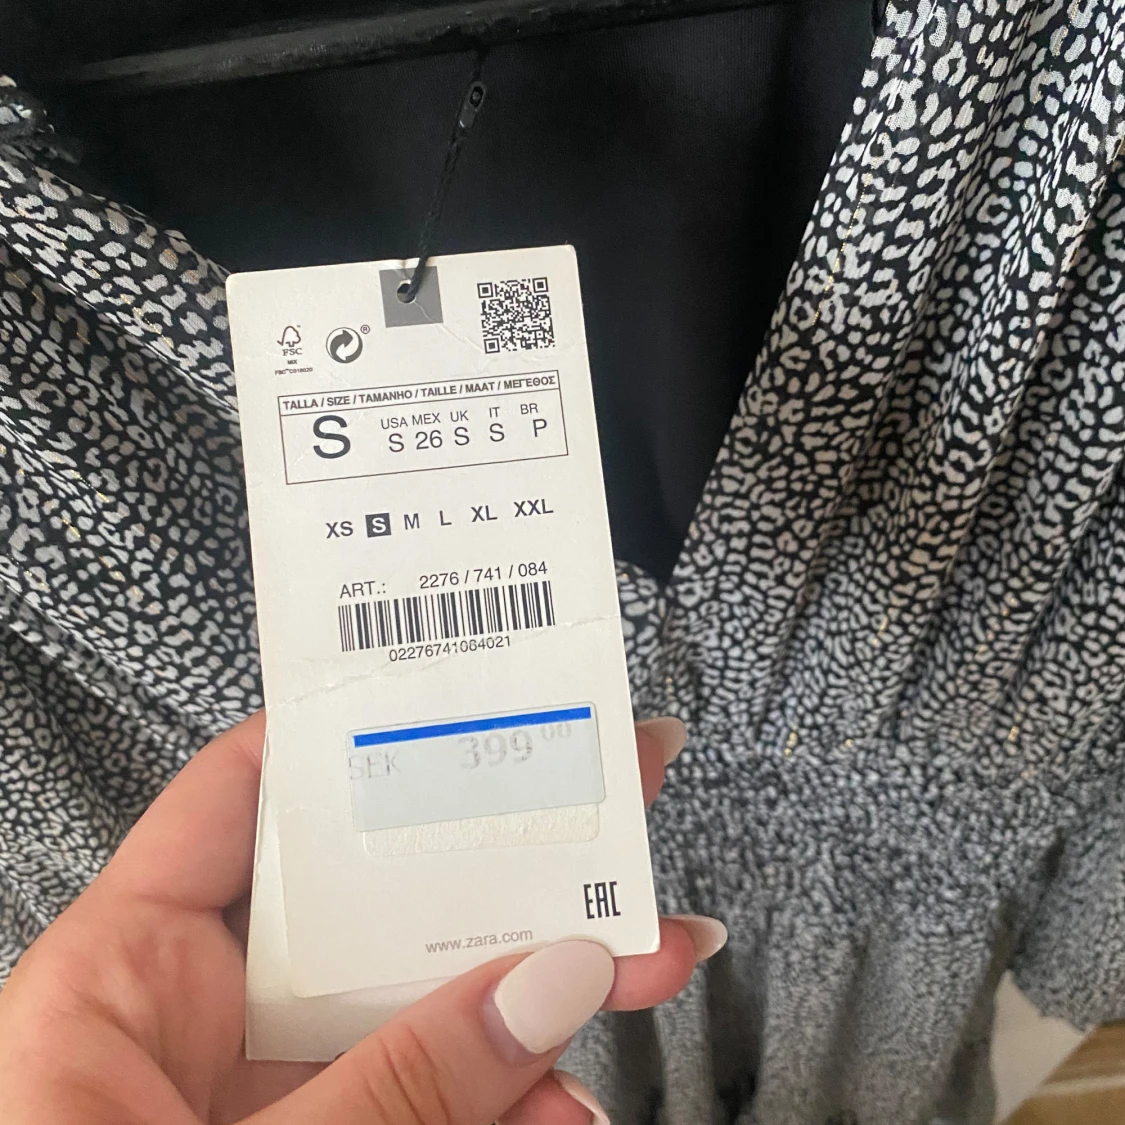 ®
FSC
MIX
TALLA / SIZE / TAMANHO / TAILLE / MAAT / ΜΕΓΕΘΟΣ
S
USA MEX UK IT BR
S 26 S S P
XS S M L XL XXL
ART.: 2276 / 741 / 084
02276741084021
SEK 399 00
EAC
www.zara.com